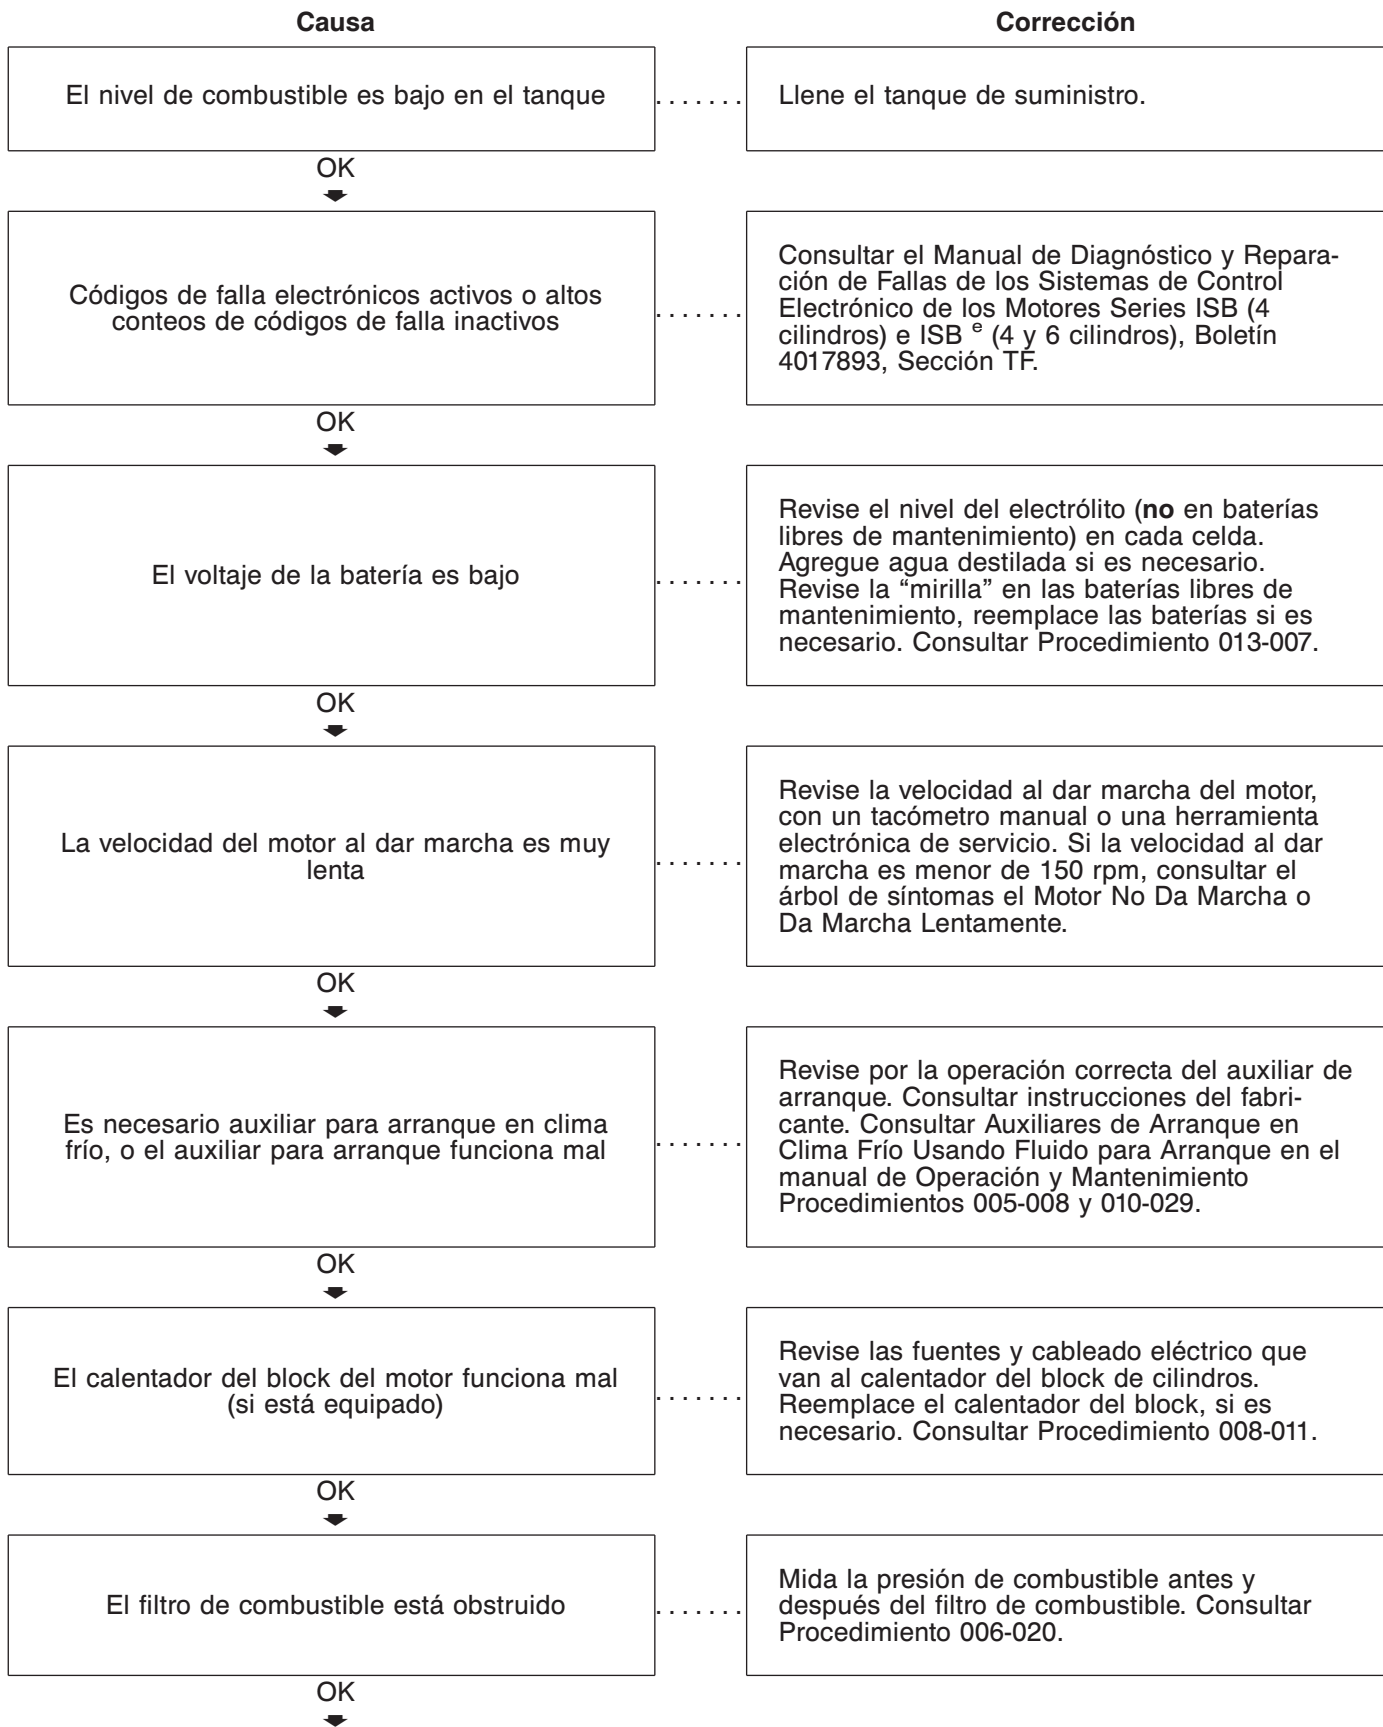 Causa
Corrección
El nivel de combustible es bajo en el tanque
. . . . . . .
Llene el tanque de suministro.
OK
Códigos de falla electrónicos activos o altos
conteos de códigos de falla inactivos
. . . . . . .
Consultar el Manual de Diagnóstico y Repara-
ción de Fallas de los Sistemas de Control
Electrónico de los Motores Series ISB (4
cilindros) e ISB e (4 y 6 cilindros), Boletín
4017893, Sección TF.
OK
El voltaje de la batería es bajo
. . . . . . .
Revise el nivel del electrólito (no en baterías
libres de mantenimiento) en cada celda.
Agregue agua destilada si es necesario.
Revise la “mirilla” en las baterías libres de
mantenimiento, reemplace las baterías si es
necesario. Consultar Procedimiento 013-007.
OK
La velocidad del motor al dar marcha es muy
lenta
. . . . . . .
Revise la velocidad al dar marcha del motor,
con un tacómetro manual o una herramienta
electrónica de servicio. Si la velocidad al dar
marcha es menor de 150 rpm, consultar el
árbol de síntomas el Motor No Da Marcha o
Da Marcha Lentamente.
OK
Es necesario auxiliar para arranque en clima
frío, o el auxiliar para arranque funciona mal
. . . . . . .
Revise por la operación correcta del auxiliar de
arranque. Consultar instrucciones del fabri-
cante. Consultar Auxiliares de Arranque en
Clima Frío Usando Fluido para Arranque en el
manual de Operación y Mantenimiento
Procedimientos 005-008 y 010-029.
OK
El calentador del block del motor funciona mal
(si está equipado)
. . . . . . .
Revise las fuentes y cableado eléctrico que
van al calentador del block de cilindros.
Reemplace el calentador del block, si es
necesario. Consultar Procedimiento 008-011.
OK
El filtro de combustible está obstruido
. . . . . . .
Mida la presión de combustible antes y
después del filtro de combustible. Consultar
Procedimiento 006-020.
OK